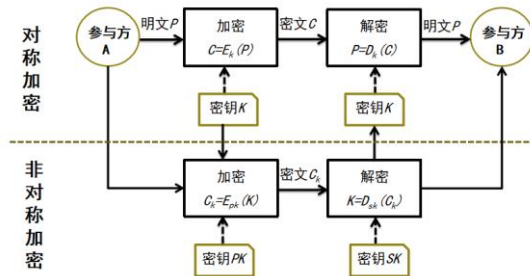 对称加密
参与方
A
明文P
加密
C=Ek(P)
密文C
解密
P=Dk(C)
明文P
参与方
B
密钥K
密钥K
非对称加密
加密
Ck=Epk(K)
密文Ck
解密
K=Dsk(Ck)
密钥PK
密钥SK